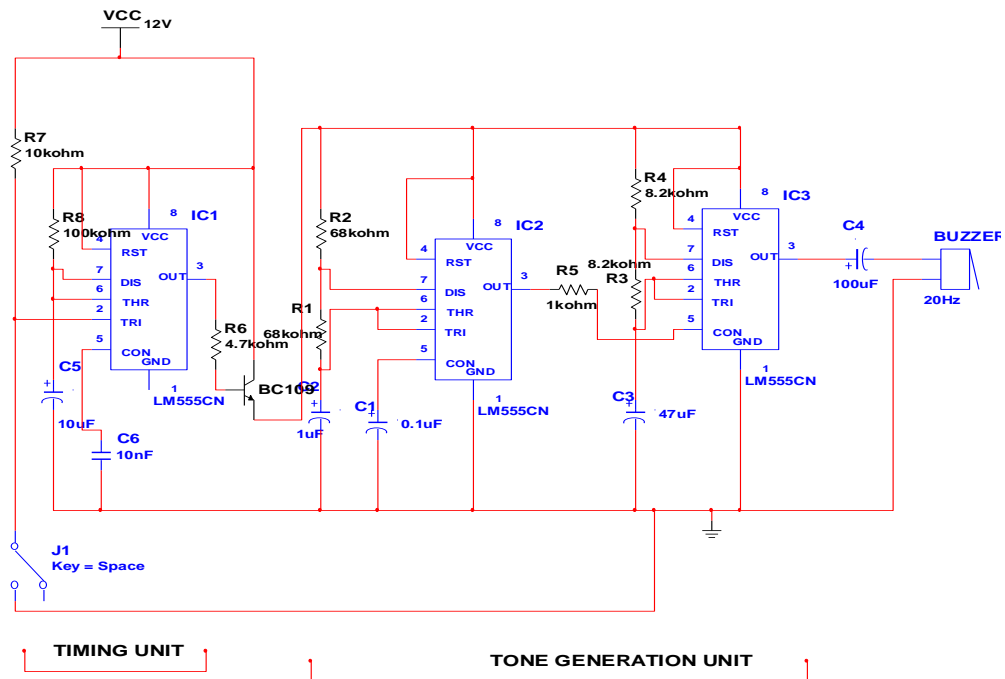 VCC
12V
R7
10kohm
R8
100kohm
8
IC1
4
VCC
RST
7
DIS
OUT
3
6
THR
2
TRI
5
CON
GND
1
LM555CN
R6
4.7kohm
BC109
C5
10uF
C6
10nF
J1
Key = Space
R2
68kohm
R1
68kohm
C2
1uF
C1
0.1uF
8
IC2
4
VCC
RST
7
DIS
OUT
3
6
THR
2
TRI
5
CON
GND
1
LM555CN
R5
1kohm
R4
8.2kohm
8.2kohm
R3
C3
47uF
8
IC3
4
VCC
RST
7
DIS
OUT
3
6
THR
2
TRI
5
CON
GND
1
LM555CN
C4
100uF
BUZZER
20Hz
TIMING UNIT
TONE GENERATION UNIT